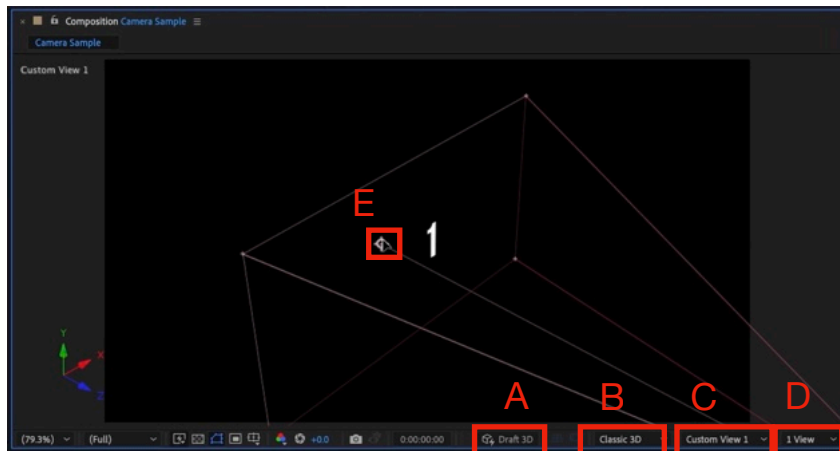 × Composition Camera Sample ≡
Camera Sample
Custom View 1
E
1
Y
X
Z
A
B
C
D
(79.3%) (Full) +0.0 0:00:00:00 Draft 3D Classic 3D Custom View 1 1 View